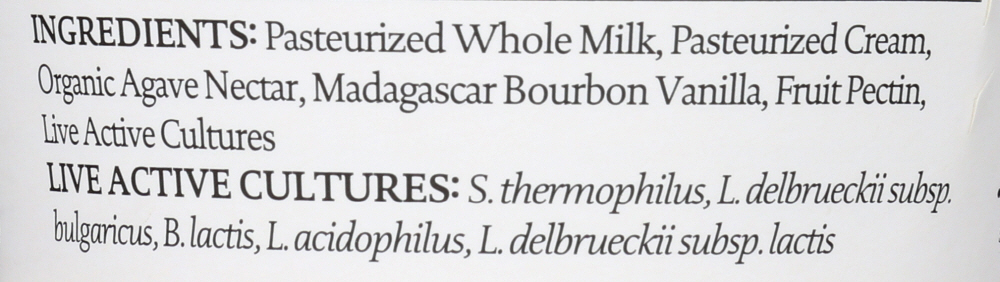 INGREDIENTS: Pasteurized Whole Milk, Pasteurized Cream,
Organic Agave Nectar, Madagascar Bourbon Vanilla, Fruit Pectin,
Live Active Cultures
LIVE ACTIVE CULTURES: S. thermophilus, L. delbrueckii subsp.
bulgaricus, B. lactis, L. acidophilus, L. delbrueckii subsp. lactis